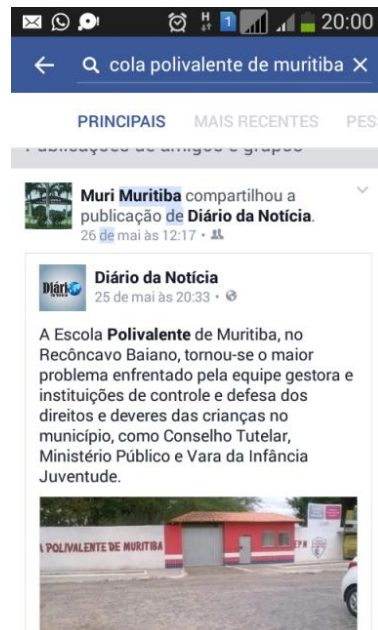 20:00
cola polivalente de muritiba
PRINCIPAIS MAIS RECENTES PES
Publicações de amigos e grupos
Muri Muritiba compartilhou a
publicação de Diário da Notícia.
26 de mai às 12:17
Diário da Notícia
25 de mai às 20:33
A Escola Polivalente de Muritiba, no
Recôncavo Baiano, tornou-se o maior
problema enfrentado pela equipe gestora e
instituições de controle e defesa dos
direitos e deveres das crianças no
município, como Conselho Tutelar,
Ministério Público e Vara da Infância
Juventude.
POLIVALENTE DE MURITIBA